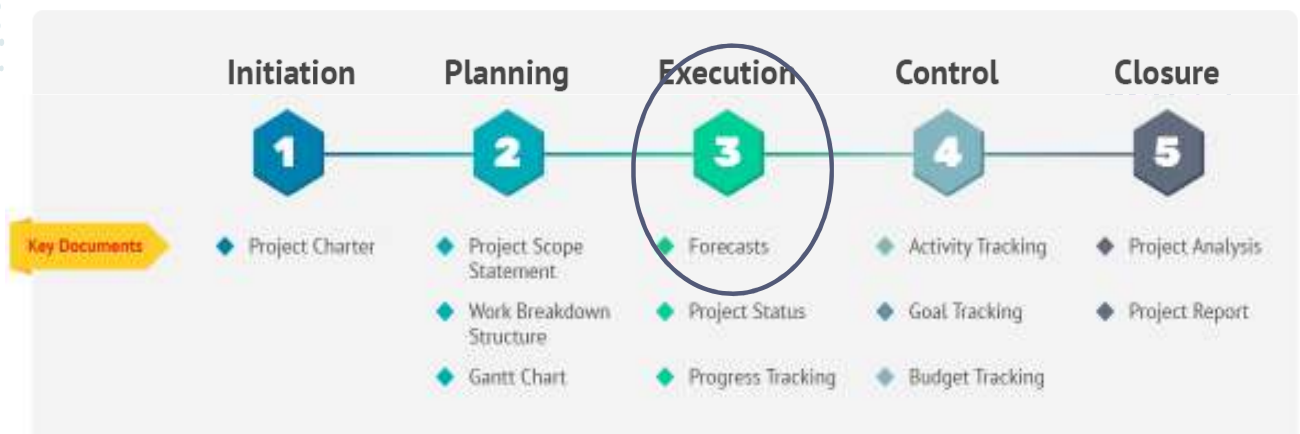 Initiation
Planning
Execution
Control
Closure
1
2
3
4
5
Key Documents
Project Charter
Project Scope
Statement
Work Breakdown
Structure
Gantt Chart
Forecasts
Project Status
Progress Tracking
Activity Tracking
Goal Tracking
Budget Tracking
Project Analysis
Project Report